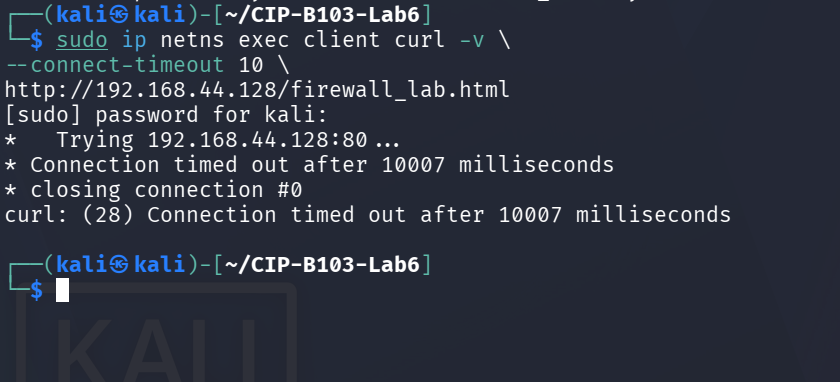 ┌──(kali㉿kali)-[~/CIP-B103-Lab6]
└─$ sudo ip netns exec client curl -v \
--connect-timeout 10 \
http://192.168.44.128/firewall_lab.html
[sudo] password for kali:
*   Trying 192.168.44.128:80...
* Connection timed out after 10007 milliseconds
* closing connection #0
curl: (28) Connection timed out after 10007 milliseconds
┌──(kali㉿kali)-[~/CIP-B103-Lab6]
└─$
KALI